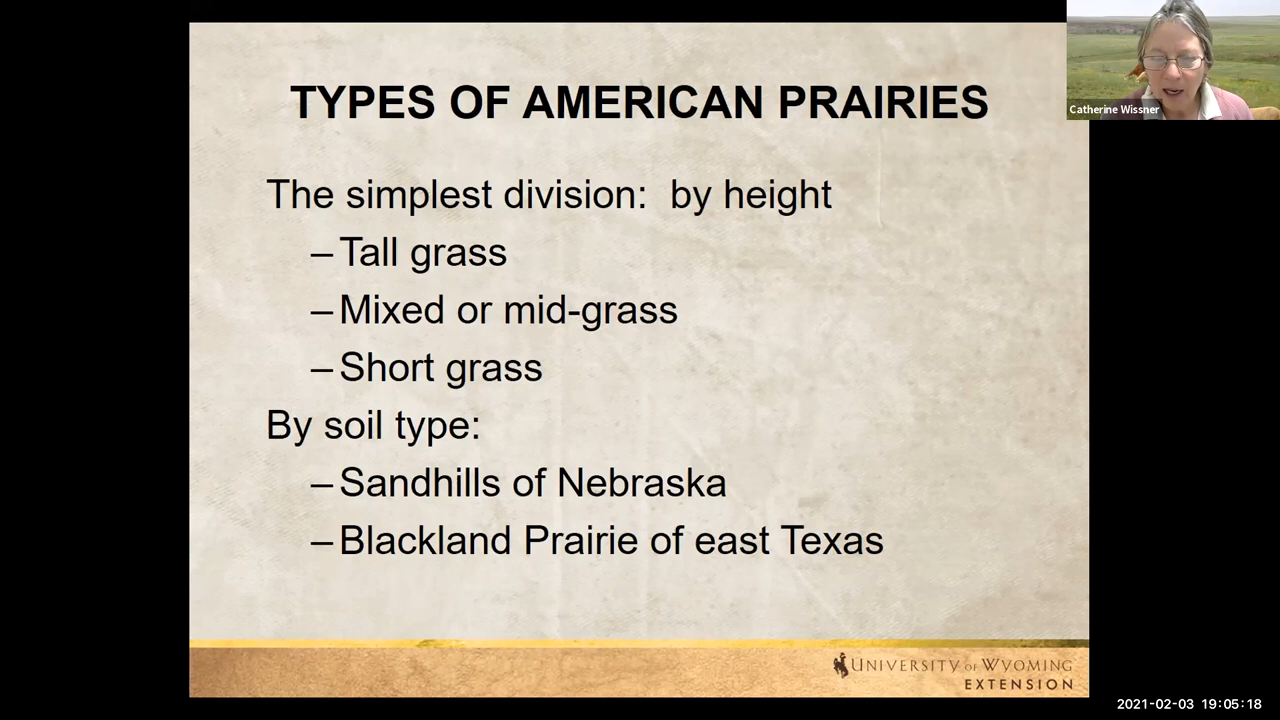 TYPES OF AMERICAN PRAIRIES
Catherine Wissner
The simplest division:  by height
– Tall grass
– Mixed or mid-grass
– Short grass
By soil type:
– Sandhills of Nebraska
– Blackland Prairie of east Texas
UNIVERSITY OF WYOMING
EXTENSION
2021-02-03 19:05:18